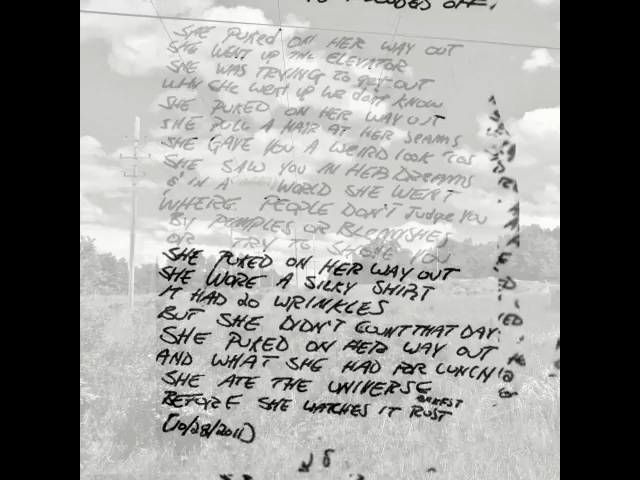 OFF.
SHE PUKED ON HER WAY OUT
SHE WENT UP THE ELEVATOR
SHE WAS TRYING TO get OUT
WHY SHE WENT UP WE don't KNOW
SHE PUKED ON HER WAY OUT
SHE PULL A HAIR AT HER SEAMS
SHE GAVE YOU A WEIRD LOOK
SHE SAW YOU IN HER DREAMS
IN A WORLD SHE WENT
WHERE PEOPLE DON'T Judge You
BY PIMPLES OR BLEMISHES
OR TRY TO YOU
SHE PUKED ON HER WAY OUT
SHE WORE A SILKY SHIRT
IT HAD 20 WRINKLES
BUT SHE DIDN'T COUNT THAT DAY
SHE PUKED ON HER WAY OUT
AND WHAT SHE HAD FOR LUNCH
SHE ATE THE UNIVERSE
BEFORE SHE WATCHES IT RUST
(10/28/2011)